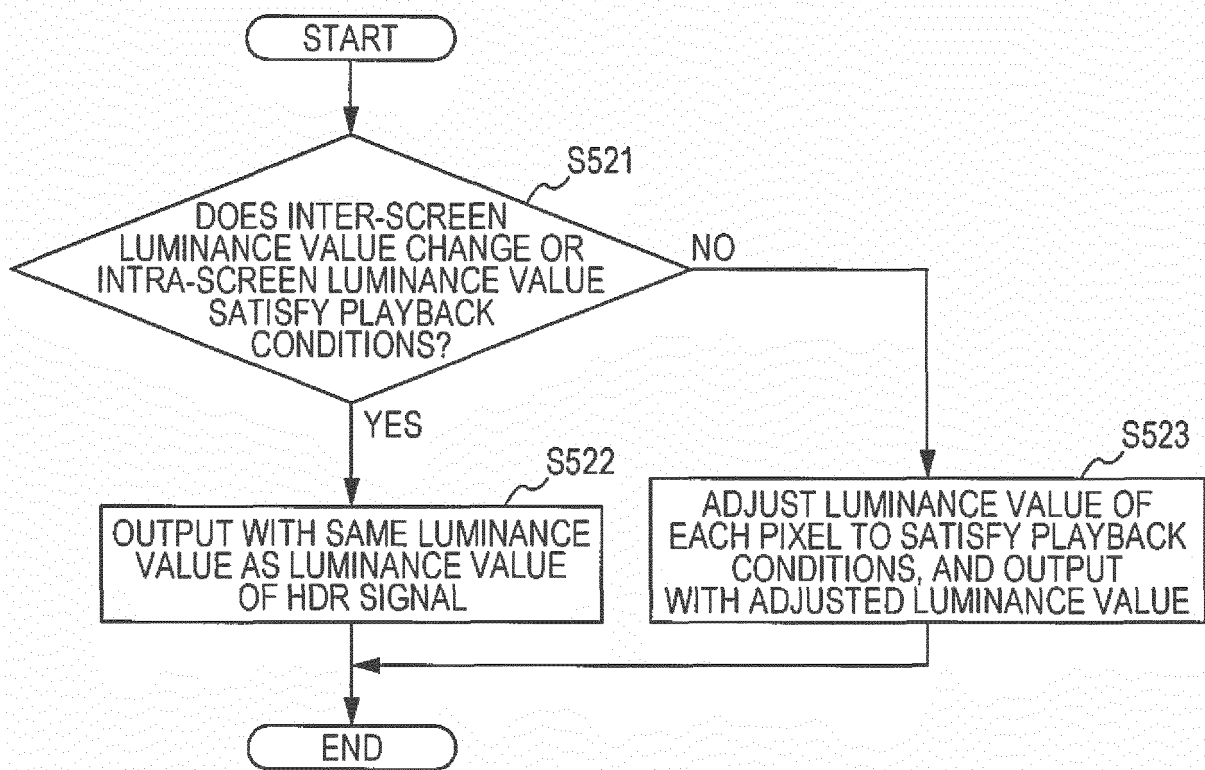 START
S521
DOES INTER-SCREEN
LUMINANCE VALUE CHANGE OR
INTRA-SCREEN LUMINANCE VALUE
SATISFY PLAYBACK
CONDITIONS?
NO
YES
S522
OUTPUT WITH SAME LUMINANCE
VALUE AS LUMINANCE VALUE
OF HDR SIGNAL
S523
ADJUST LUMINANCE VALUE OF
EACH PIXEL TO SATISFY PLAYBACK
CONDITIONS, AND OUTPUT
WITH ADJUSTED LUMINANCE VALUE
END